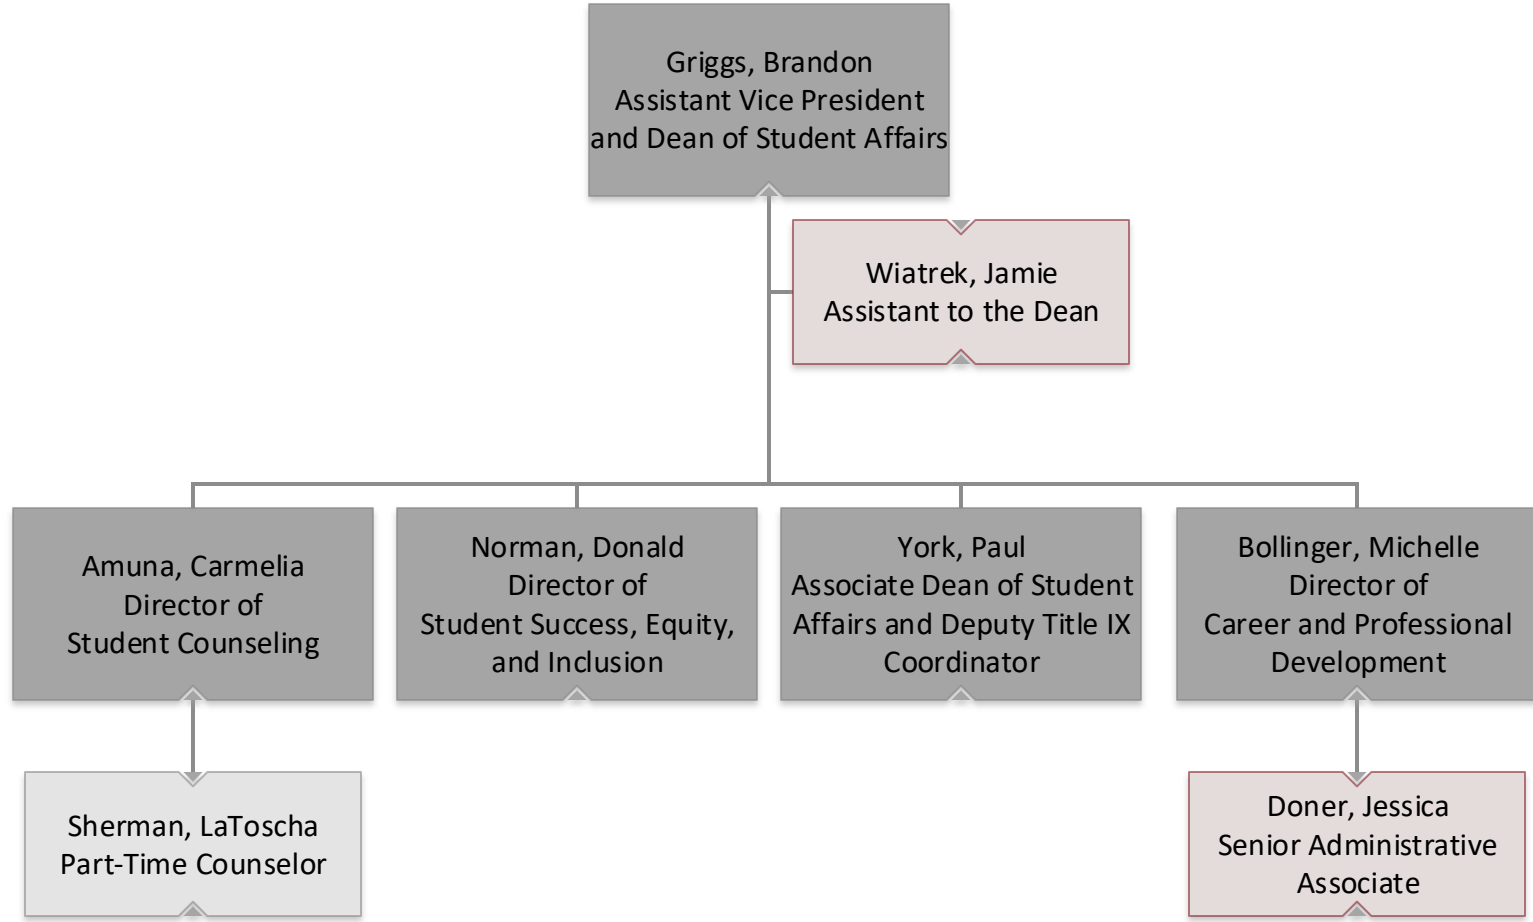 Griggs, Brandon
Assistant Vice President
and Dean of Student Affairs
Wiatrek, Jamie
Assistant to the Dean
Amuna, Carmelia
Director of
Student Counseling
Norman, Donald
Director of
Student Success, Equity,
and Inclusion
York, Paul
Associate Dean of Student
Affairs and Deputy Title IX
Coordinator
Bollinger, Michelle
Director of
Career and Professional
Development
Sherman, LaToscha
Part-Time Counselor
Doner, Jessica
Senior Administrative
Associate